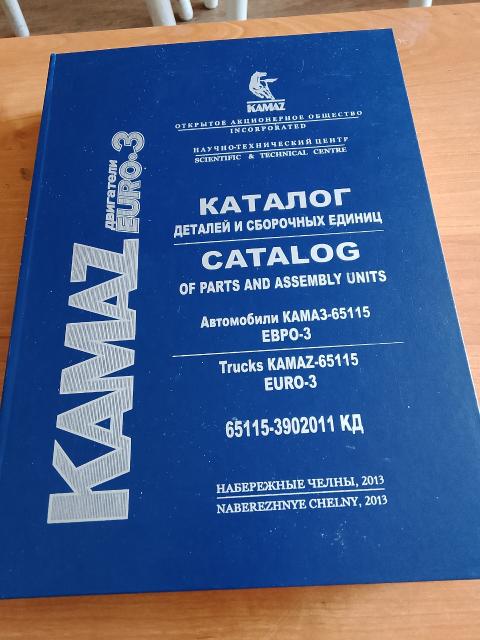 KAMAZ
ОТКРЫТОЕ АКЦИОНЕРНОЕ ОБЩЕСТВО
INCORPORATED
НАУЧНО-ТЕХНИЧЕСКИЙ ЦЕНТР
SCIENTIFIC & TECHNICAL CENTRE
КАТАЛОГ
ДЕТАЛЕЙ И СБОРОЧНЫХ ЕДИНИЦ
CATALOG
OF PARTS AND ASSEMBLY UNITS
Автомобили КАМАЗ-65115
ЕВРО-3
Trucks KAMAZ-65115
EURO-3
65115-3902011 КД
НАБЕРЕЖНЫЕ ЧЕЛНЫ, 2013
NABEREZHNYE CHELNY, 2013
KAMAZ
двигатели
EURO•3